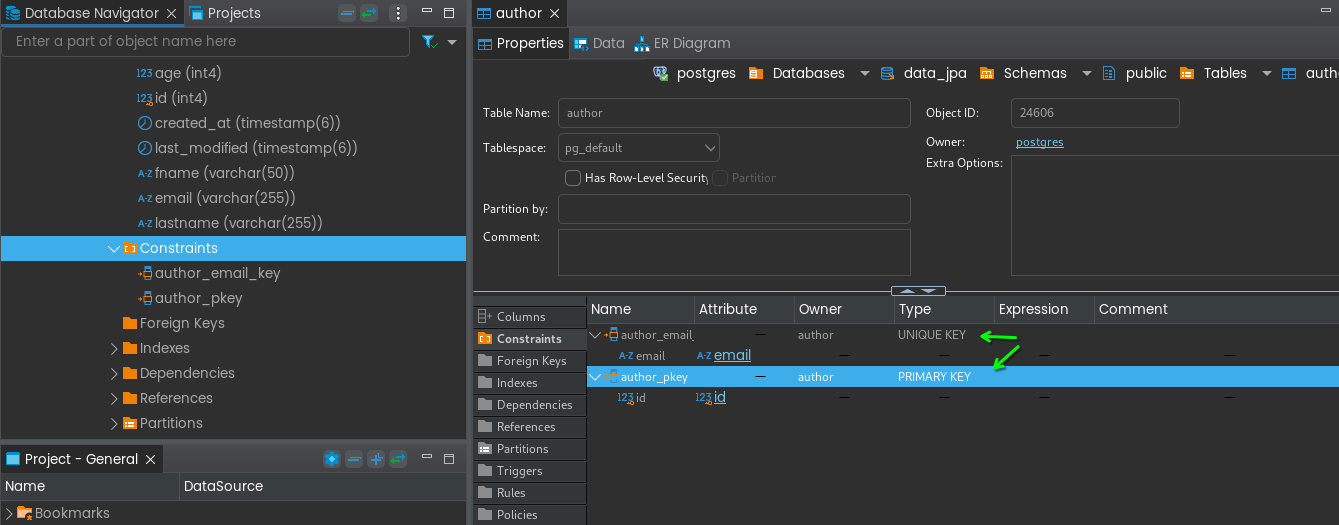 Database Navigator
Projects
Enter a part of object name here
123 age (int4)
123 id (int4)
created_at (timestamp(6))
last_modified (timestamp(6))
A-Z fname (varchar(50))
A-Z email (varchar(255))
A-Z lastname (varchar(255))
Constraints
author_email_key
author_pkey
Foreign Keys
Indexes
Dependencies
References
Partitions
Project - General
Name DataSource
Bookmarks
author
Properties Data ER Diagram
postgres Databases data_jpa Schemas public Tables autho
Table Name: author
Object ID: 24606
Tablespace: pg_default
Owner: postgres
Has Row-Level Security Partition
Extra Options:
Partition by:
Comment:
Columns
Constraints
Foreign Keys
Indexes
Dependencies
References
Partitions
Triggers
Rules
Policies
Name Attribute Owner Type Expression Comment
author_email_ — author UNIQUE KEY
A-Z email A-Z email — — — —
author_pkey — author PRIMARY KEY
123 id 123 id — — — —